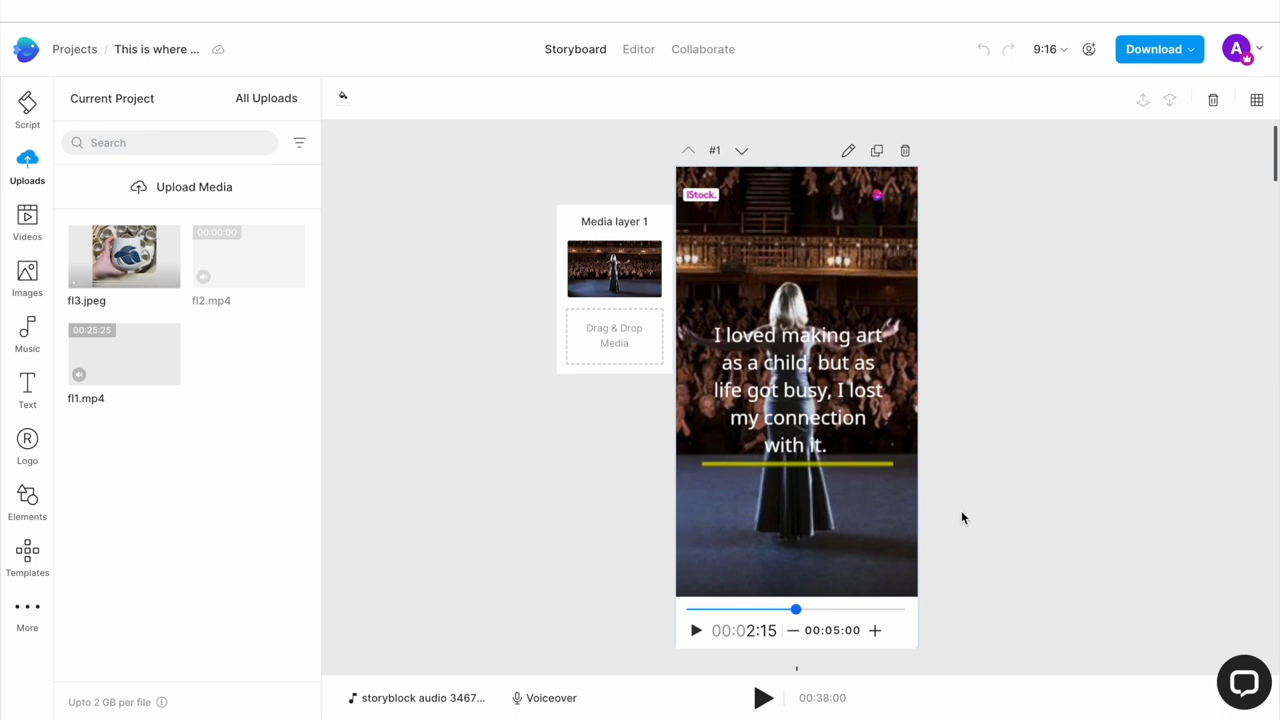 Projects / This is where ...
Storyboard
Editor
Collaborate
9:16
Download
A
Script
Uploads
Videos
Images
Music
Text
R
Logo
Elements
Templates
More
Current Project
All Uploads
Search
Upload Media
00:00:00
fl3.jpeg
fl2.mp4
00:25:25
fl1.mp4
Upto 2 GB per file
#1
Media layer 1
Drag & Drop
Media
iStock.
I loved making art
as a child, but as
life got busy, I lost
my connection
with it.
00:02:15
00:05:00
storyblock audio 3467...
Voiceover
00:38:00